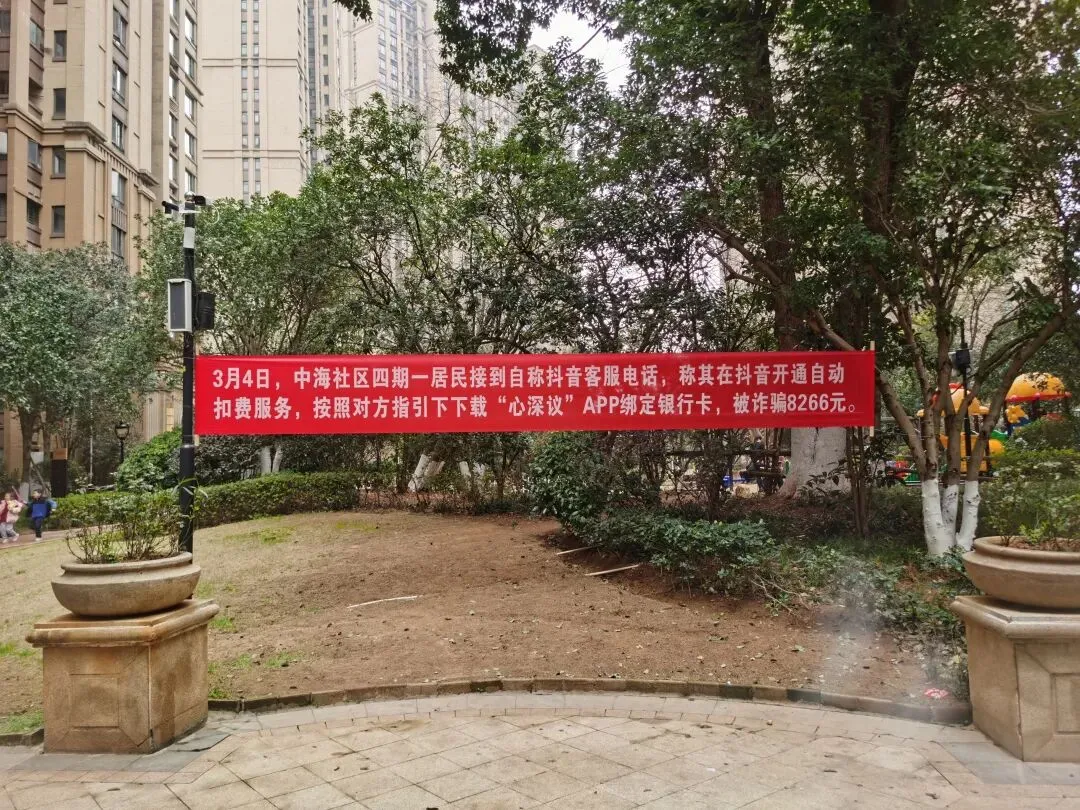 3月4日，中海社区四期一居民接到自称抖音客服电话，称其在抖音开通自动
扣费服务，按照对方指引下下载“心深议”APP绑定银行卡，被诈骗8266元。